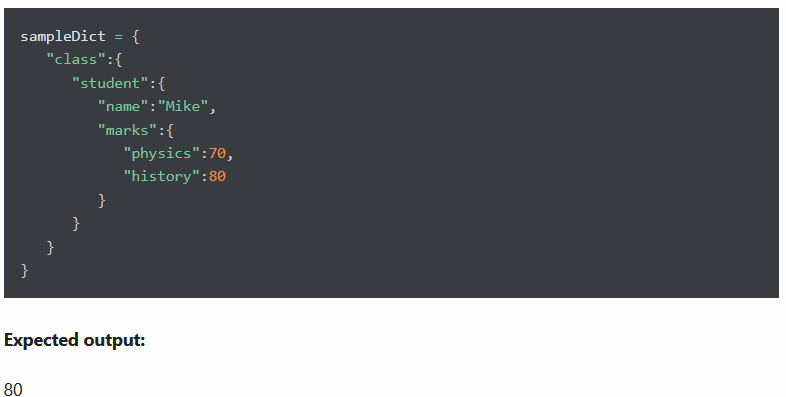 sampleDict = {
   "class":{
      "student":{
         "name":"Mike",
         "marks":{
            "physics":70,
            "history":80
         }
      }
   }
}
Expected output:
80